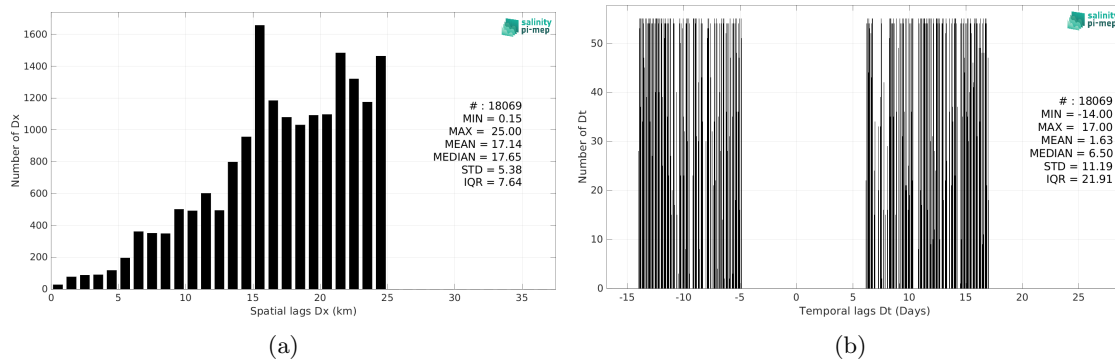 salinity
pi-mep
1600
1400
1200
1000
800
600
400
200
0
Number of Dx
# : 18069
MIN = 0.15
MAX = 25.00
MEAN = 17.14
MEDIAN = 17.65
STD = 5.38
IQR = 7.64
0 5 10 15 20 25 30 35
Spatial lags Dx (km)
(a)
salinity
pi-mep
50
40
30
20
10
0
Number of Dt
# : 18069
MIN = -14.00
MAX = 17.00
MEAN = 1.63
MEDIAN = 6.50
STD = 11.19
IQR = 21.91
-15 -10 -5 0 5 10 15 20 25
Temporal lags Dt (Days)
(b)